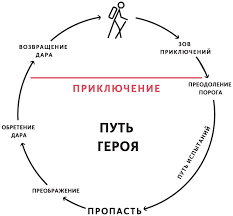 ЗОВ
ПРИКЛЮЧЕНИЙ
ПРЕОДОЛЕНИЕ
ПОРОГА
ПУТЬ ИСПЫТАНИЙ
ПРОПАСТЬ
ПРЕОБРАЖЕНИЕ
ОБРЕТЕНИЕ
ДАРА
ВОЗВРАЩЕНИЕ
ДАРА
ПРИКЛЮЧЕНИЕ
ПУТЬ
ГЕРОЯ